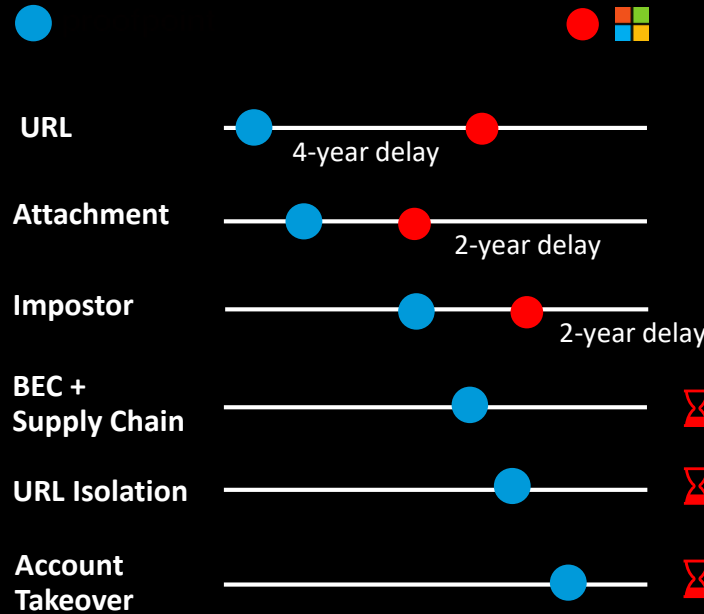 URL
4-year delay
Attachment
2-year delay
Impostor
2-year delay
BEC +
Supply Chain
URL Isolation
Account
Takeover